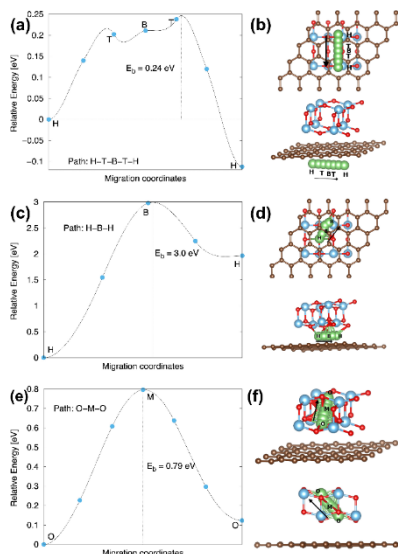 (a)
0.25
0.2
0.15
0.1
0.05
0
−0.05
−0.1
Relative Energy [eV]
H
T
B
T
H
E_b = 0.24 eV
Path: H–T–B–T–H
Migration coordinates
(b)
H
T
B
T
H
H T BT H
(c)
3
2.5
2
1.5
1
0.5
0
Relative Energy [eV]
H
B
H
Path: H–B–H
E_b = 3.0 eV
Migration coordinates
(d)
(e)
0.8
0.7
0.6
0.5
0.4
0.3
0.2
0.1
0
Relative Energy [eV]
O
M
O
Path: O–M–O
E_b = 0.79 eV
Migration coordinates
(f)
O
M
O
O
M
O